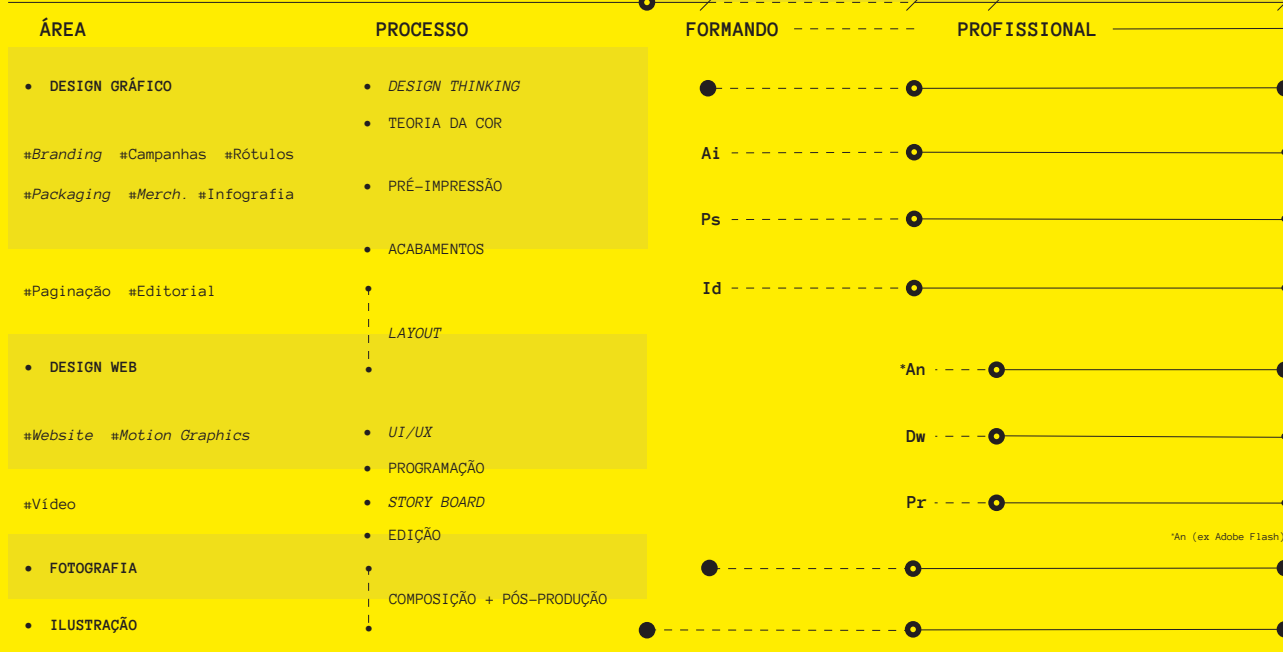 ÁREA PROCESSO FORMANDO PROFISSIONAL
DESIGN GRÁFICO DESIGN THINKING
TEORIA DA COR
#Branding #Campanhas #Rótulos Ai
#Packaging #Merch. #Infografia PRÉ-IMPRESSÃO
Ps
ACABAMENTOS
#Paginação #Editorial Id
LAYOUT
DESIGN WEB *An
#Website #Motion Graphics UI/UX Dw
PROGRAMAÇÃO
#Vídeo STORY BOARD Pr
EDIÇÃO *An (ex Adobe Flash)
FOTOGRAFIA
COMPOSIÇÃO + PÓS-PRODUÇÃO
ILUSTRAÇÃO